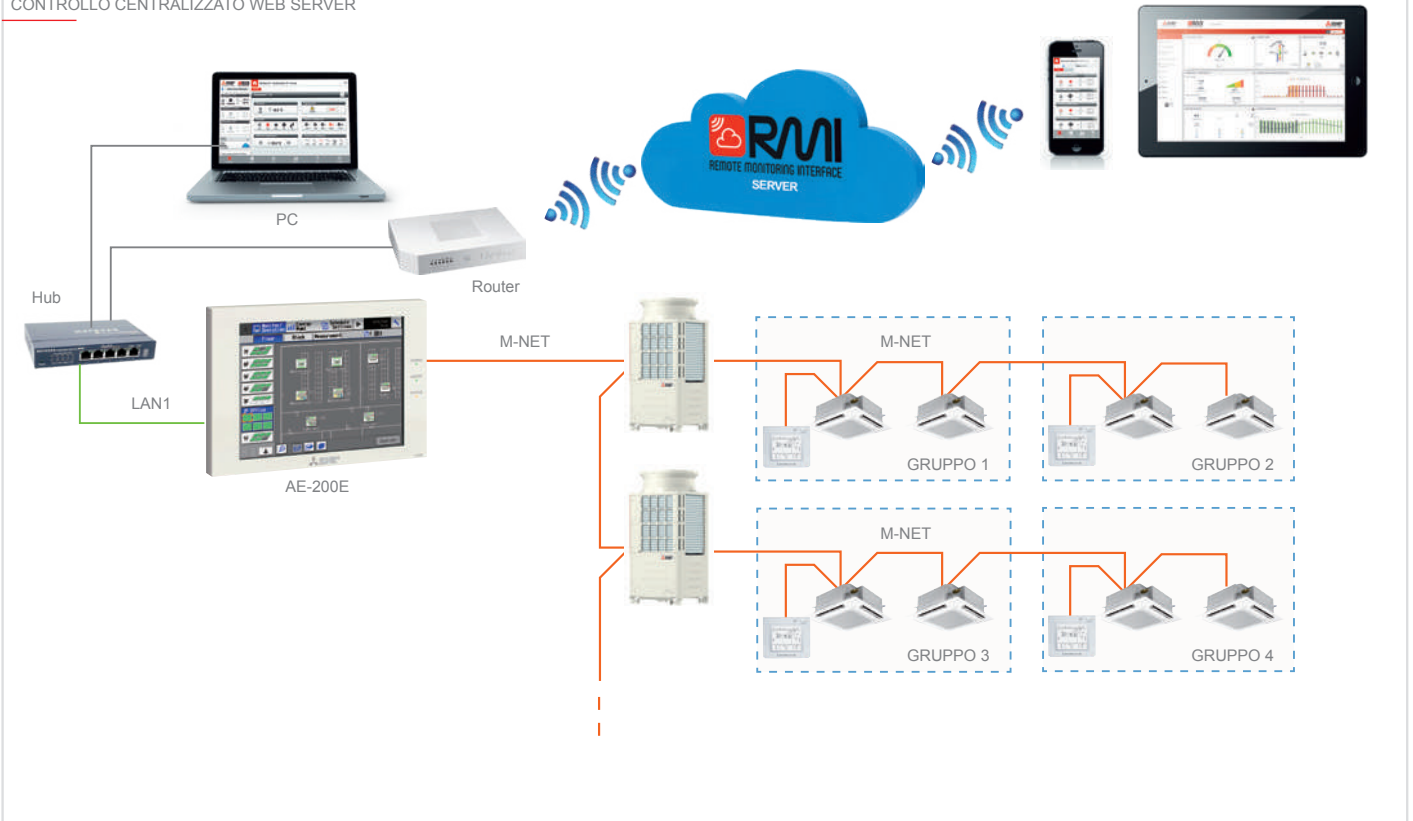 CONTROLLO CENTRALIZZATO WEB SERVER
RMI
REMOTE MONITORING INTERFACE
SERVER
PC
Router
Hub
M-NET
M-NET
LAN1
GRUPPO 1
GRUPPO 2
AE-200E
M-NET
GRUPPO 3
GRUPPO 4